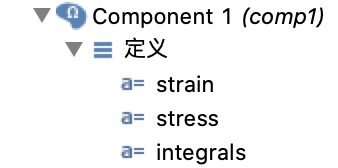 Component 1 (comp1)
定义
a= strain
a= stress
a= integrals